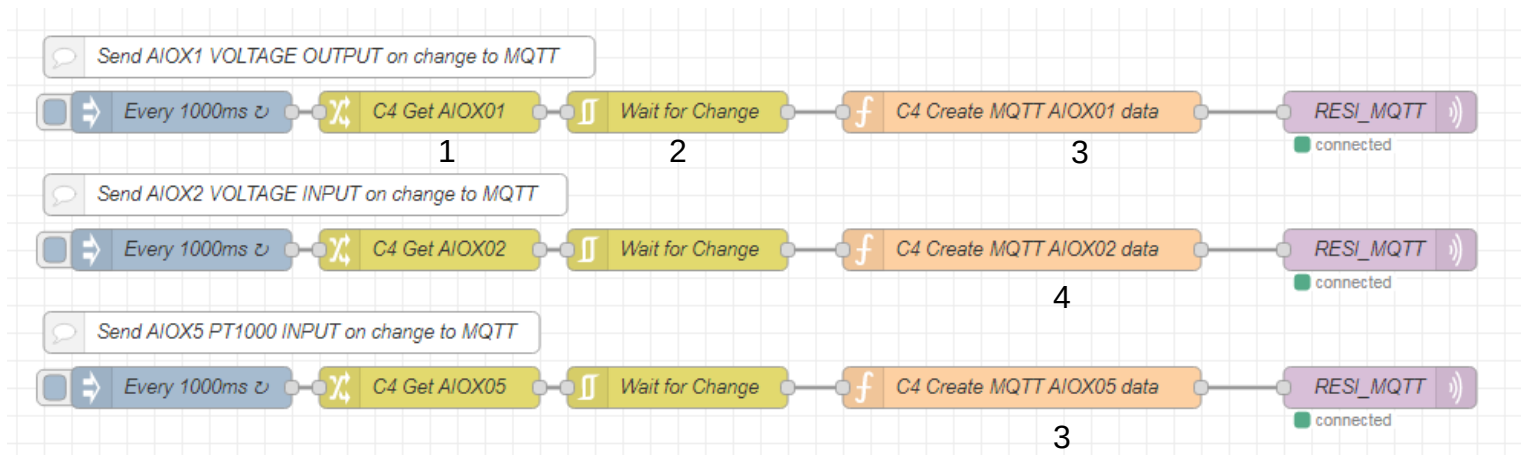 Send AIOX1 VOLTAGE OUTPUT on change to MQTT
Every 1000ms ↻ C4 Get AIOX01 Wait for Change C4 Create MQTT AIOX01 data RESI_MQTT
connected
1 2 3
Send AIOX2 VOLTAGE INPUT on change to MQTT
Every 1000ms ↻ C4 Get AIOX02 Wait for Change C4 Create MQTT AIOX02 data RESI_MQTT
connected
4
Send AIOX5 PT1000 INPUT on change to MQTT
Every 1000ms ↻ C4 Get AIOX05 Wait for Change C4 Create MQTT AIOX05 data RESI_MQTT
connected
3